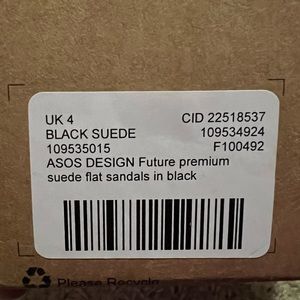 UK 4 CID 22518537
BLACK SUEDE 109534924
109535015 F100492
ASOS DESIGN Future premium
suede flat sandals in black
Please Recycle